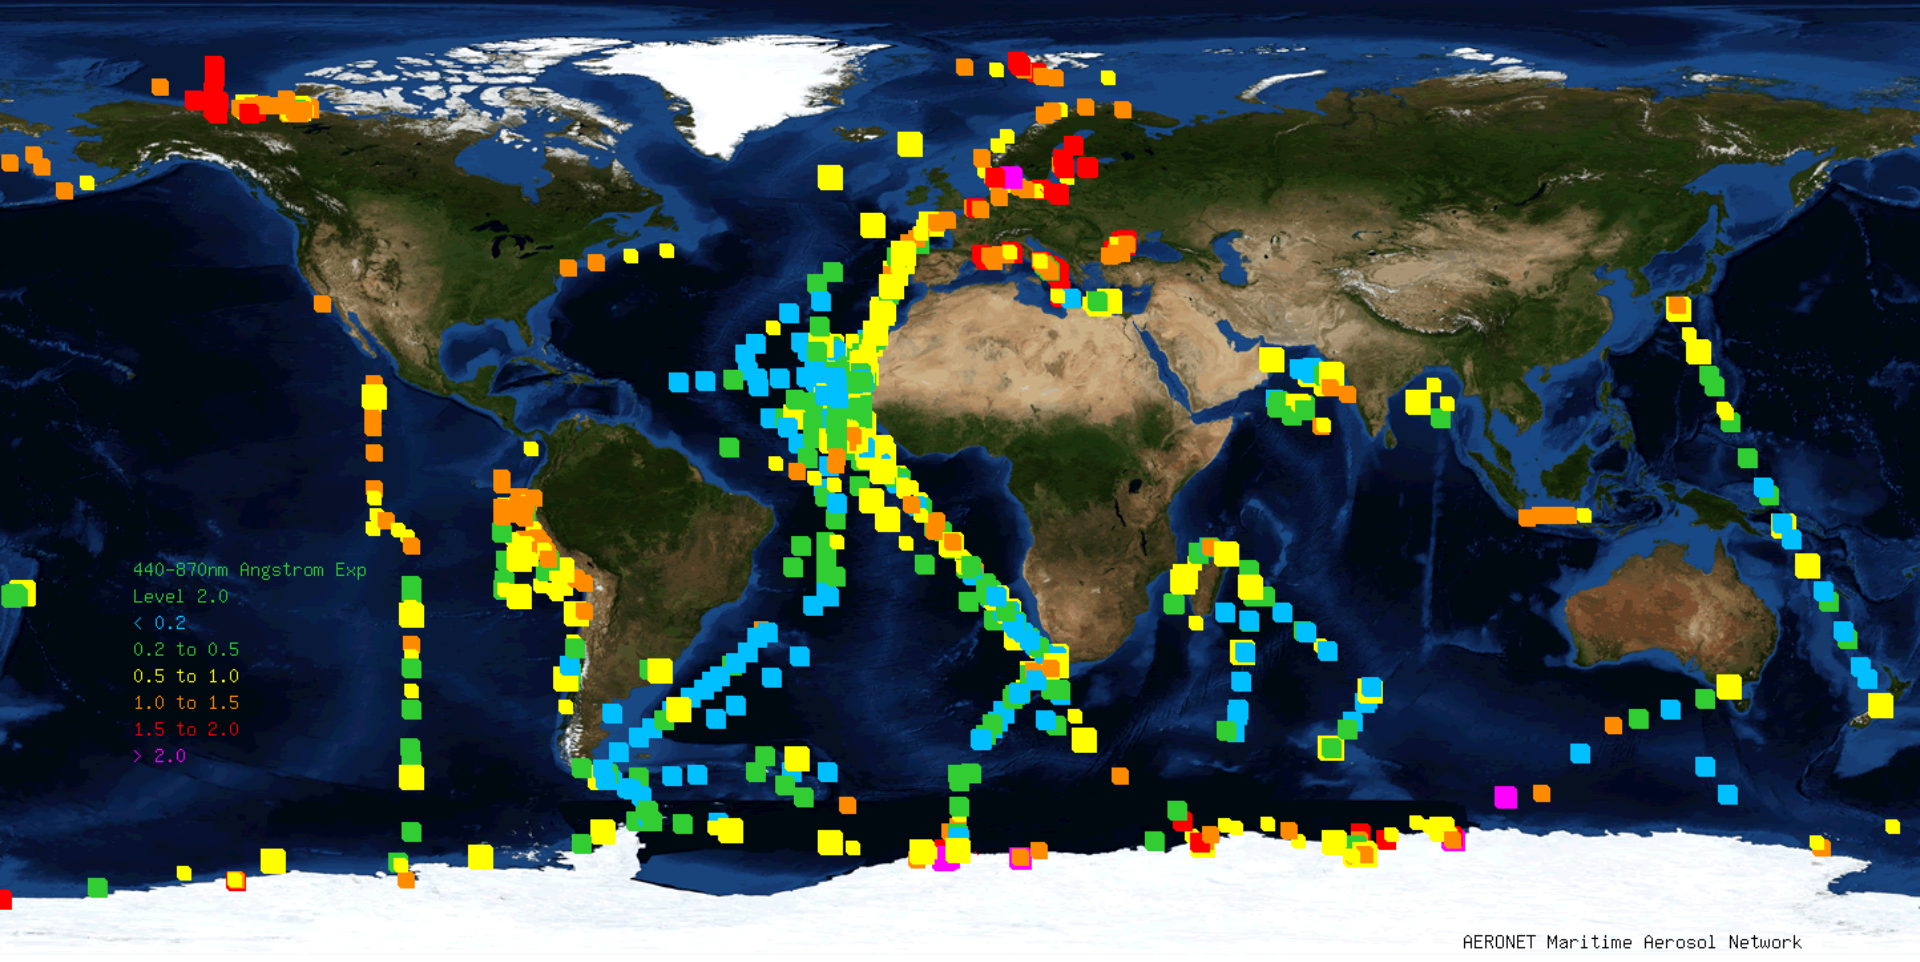 440-870nm Angstrom Exp
Level 2.0
< 0.2
0.2 to 0.5
0.5 to 1.0
1.0 to 1.5
1.5 to 2.0
> 2.0
AERONET Maritime Aerosol Network